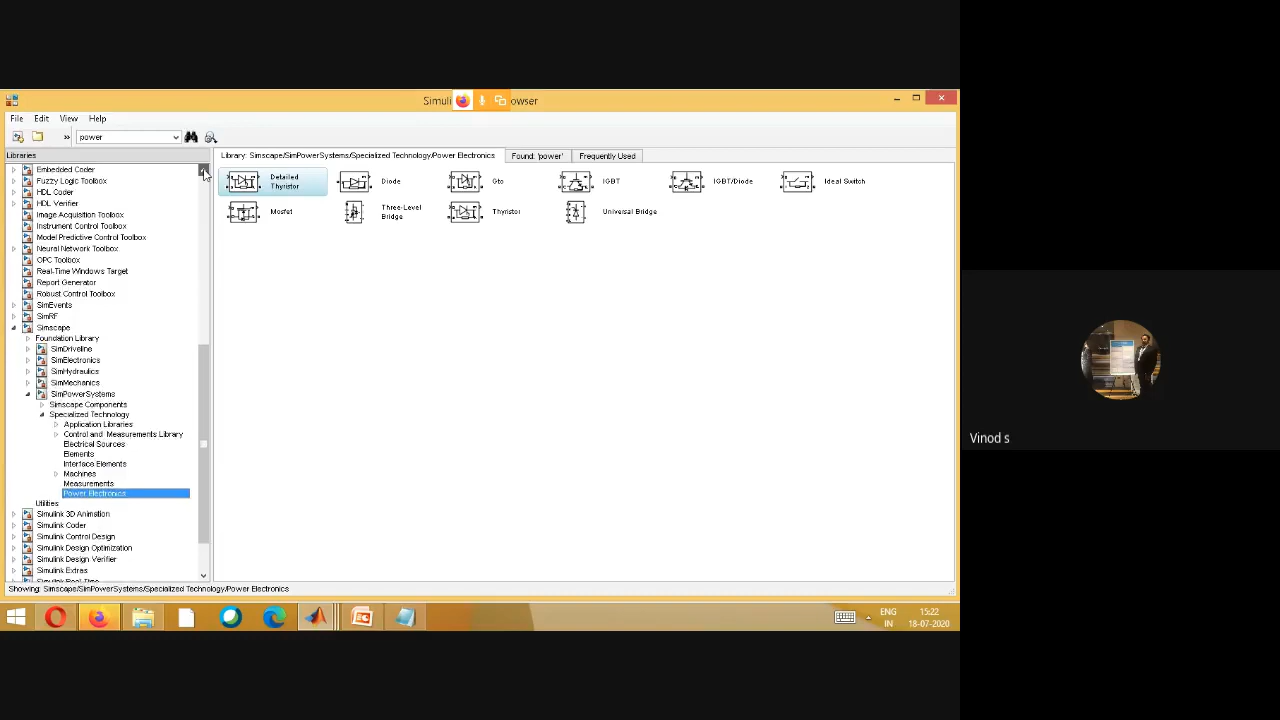 Simuli owser
File Edit View Help
» power
Libraries
Library: Simscape/SimPowerSystems/Specialized Technology/Power Electronics Found: 'power' Frequently Used
Embedded Coder
Fuzzy Logic Toolbox
HDL Coder
HDL Verifier
Image Acquisition Toolbox
Instrument Control Toolbox
Model Predictive Control Toolbox
Neural Network Toolbox
OPC Toolbox
Real-Time Windows Target
Report Generator
Robust Control Toolbox
SimEvents
SimRF
Simscape
Foundation Library
SimDriveline
SimElectronics
SimHydraulics
SimMechanics
SimPowerSystems
Simscape Components
Specialized Technology
Application Libraries
Control and Measurements Library
Electrical Sources
Elements
Interface Elements
Machines
Measurements
Power Electronics
Utilities
Simulink 3D Animation
Simulink Coder
Simulink Control Design
Simulink Design Optimization
Simulink Design Verifier
Simulink Extras
Simulink Real-Time
Detailed
Thyristor
Diode
Gto
IGBT
IGBT/Diode
Ideal Switch
Mosfet
Three-Level
Bridge
Thyristor
Universal Bridge
Showing: Simscape/SimPowerSystems/Specialized Technology/Power Electronics
ENG
IN
15:22
18-07-2020
Vinod s